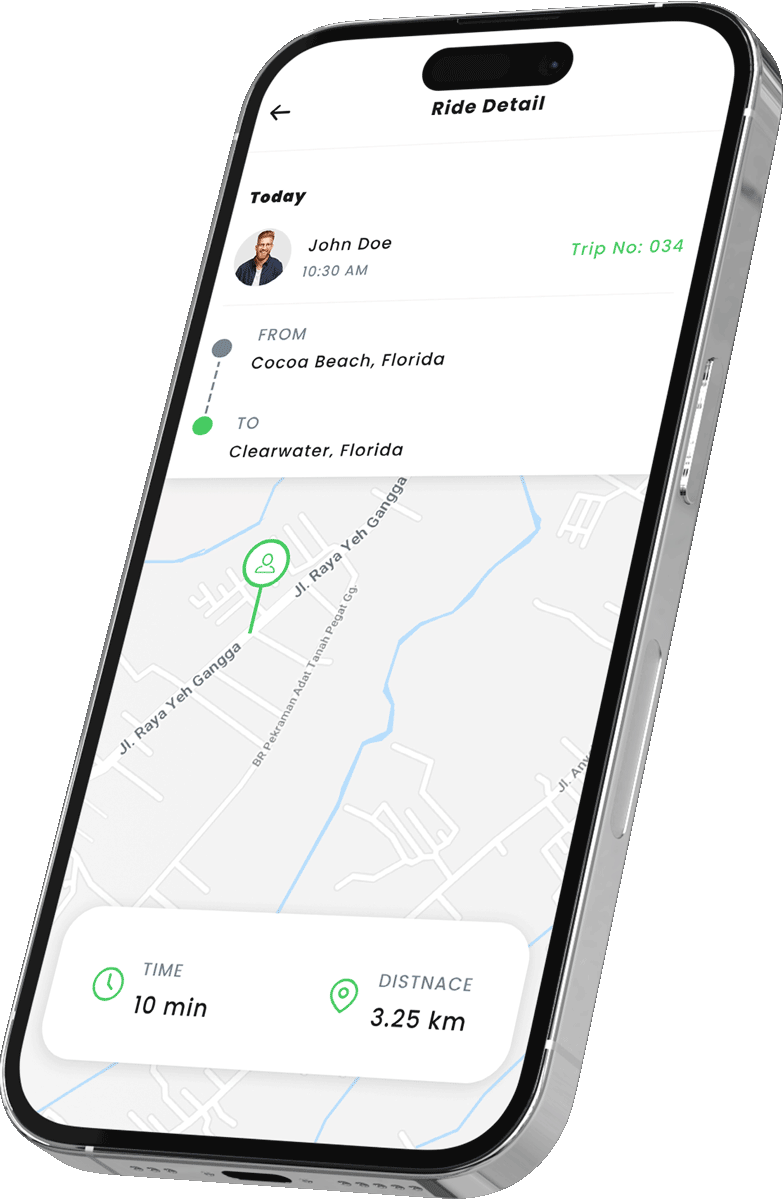 Ride Detail
Today
John Doe
10:30 AM
Trip No: 034
FROM
Cocoa Beach, Florida
TO
Clearwater, Florida
Jl. Raya Yeh Gangga
Jl. Raya Yeh Gangga
BR Pekraman Adat Tanah Pegat Gg.
Jl. Anya
TIME
10 min
DISTNACE
3.25 km